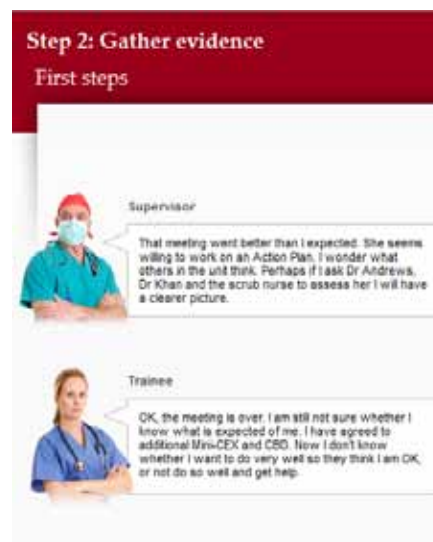 Step 2: Gather evidence
First steps
Supervisor
That meeting went better than I expected. She seems
willing to work on an Action Plan. I wonder what
others in the unit think. Perhaps if I ask Dr Andrews,
Dr Khan and the scrub nurse to assess her I will have
a clearer picture.
Trainee
OK, the meeting is over. I am still not sure whether I
know what is expected of me. I have agreed to
additional Mini-CEX and CBD. Now I don't know
whether I want to do very well so they think I am OK,
or not do so well and get help.